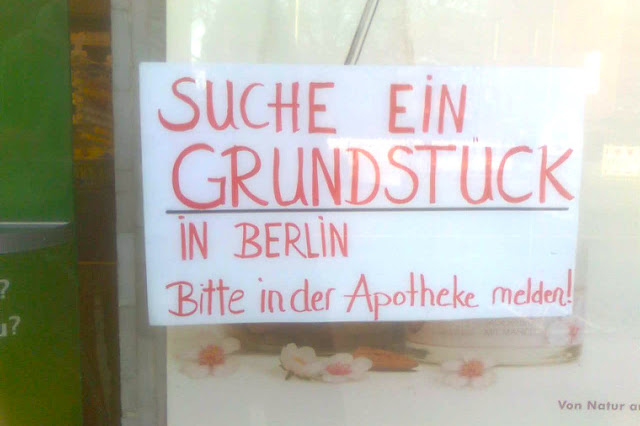 SUCHE EIN
GRUNDSTÜCK
IN BERLIN
Bitte in der Apotheke melden!
?
u?
Von Natur a